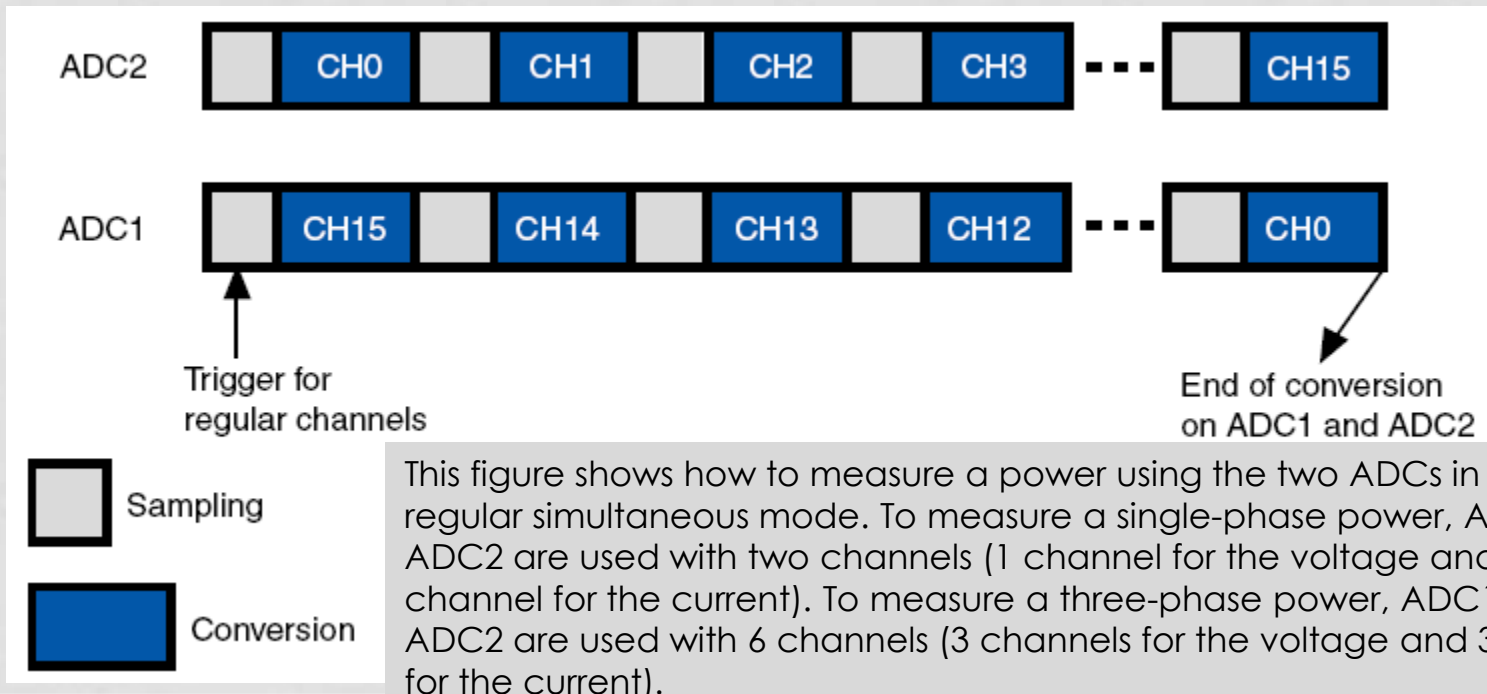 ADC2 CH0 CH1 CH2 CH3 CH15
ADC1 CH15 CH14 CH13 CH12 CH0
Trigger for
regular channels
End of conversion
on ADC1 and ADC2
Sampling
Conversion
This figure shows how to measure a power using the two ADCs in
regular simultaneous mode. To measure a single-phase power,
ADC2 are used with two channels (1 channel for the voltage and
channel for the current). To measure a three-phase power, ADC1
ADC2 are used with 6 channels (3 channels for the voltage and 3
for the current).